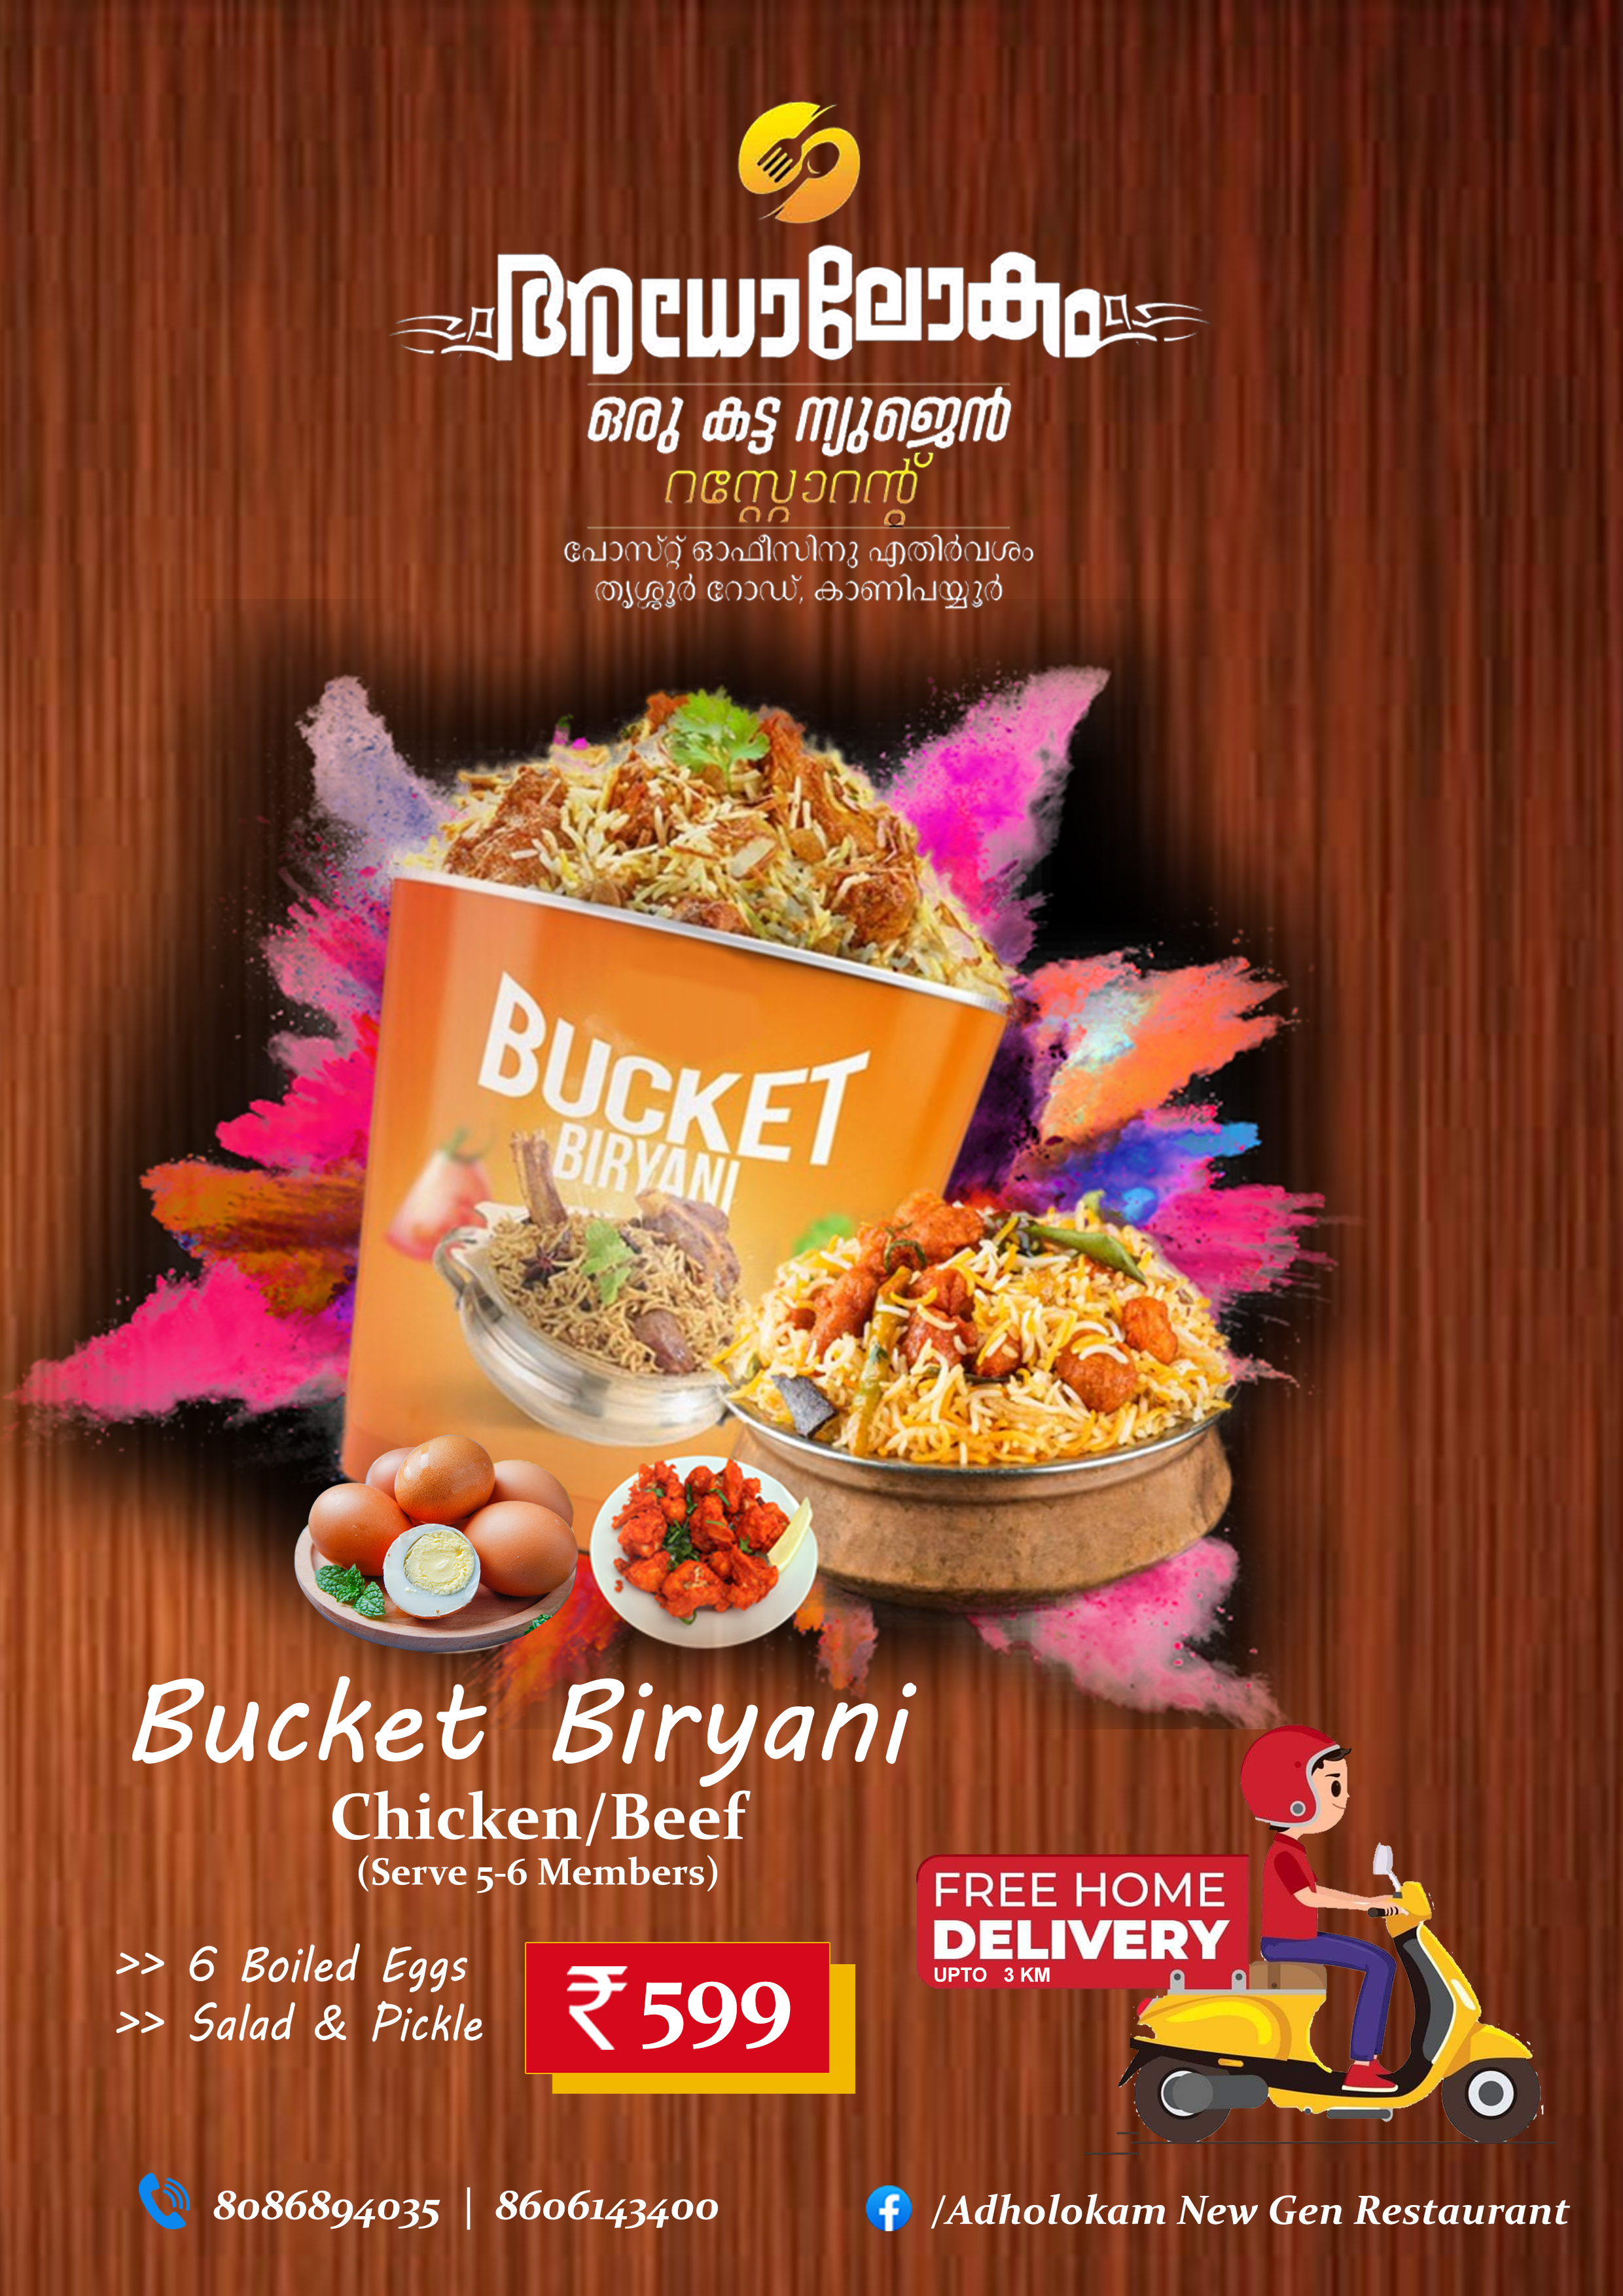 അധോലോകം
ഒരു കട്ട ന്യുജെൻ
റസ്റ്റോറന്റ്
പോസ്റ്റ് ഓഫീസിനു എതിർവശം
തൃശ്ശൂർ റോഡ്, കാണിപയ്യൂർ
BUCKET
BIRYANI
Bucket Biryani
Chicken/Beef
(Serve 5-6 Members)
>> 6 Boiled Eggs
>> Salad & Pickle
₹ 599
FREE HOME
DELIVERY
UPTO 3 KM
8086894035 | 8606143400
/Adholokam New Gen Restaurant